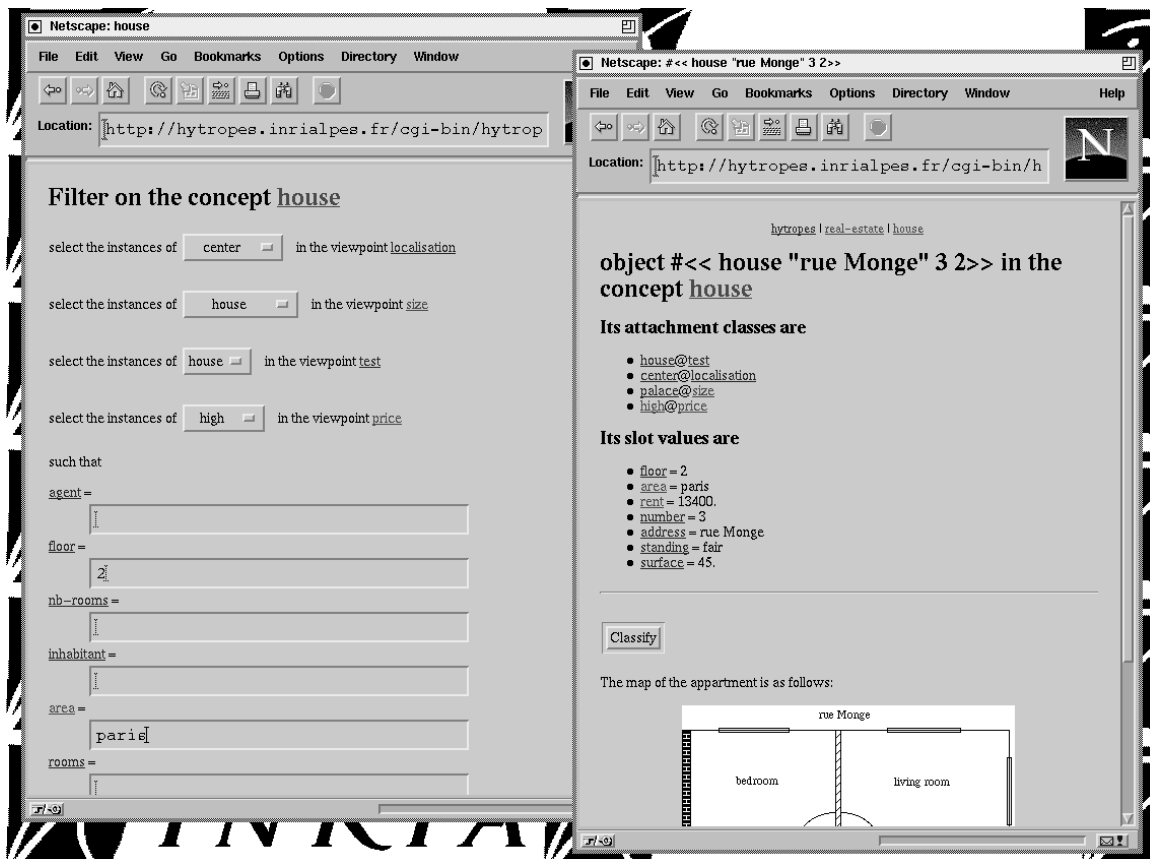 Netscape: house
File Edit View Go Bookmarks Options Directory Window
Location: http://hytropes.inrialpes.fr/cgi-bin/hytrop
Filter on the concept house
select the instances of center in the viewpoint localisation
select the instances of house in the viewpoint size
select the instances of house in the viewpoint test
select the instances of high in the viewpoint price
such that
agent =
floor =
2
nb-rooms =
inhabitant =
area =
paris
rooms =
Netscape: #<< house "rue Monge" 3 2>>
File Edit View Go Bookmarks Options Directory Window Help
Location: http://hytropes.inrialpes.fr/cgi-bin/h
N
hytropes | real-estate | house
object #<< house "rue Monge" 3 2>> in the
concept house
Its attachment classes are
house@test
center@localisation
palace@size
high@price
Its slot values are
floor = 2
area = paris
rent = 13400.
number = 3
address = rue Monge
standing = fair
surface = 45.
Classify
The map of the appartment is as follows:
rue Monge
bedroom living room
INRIA